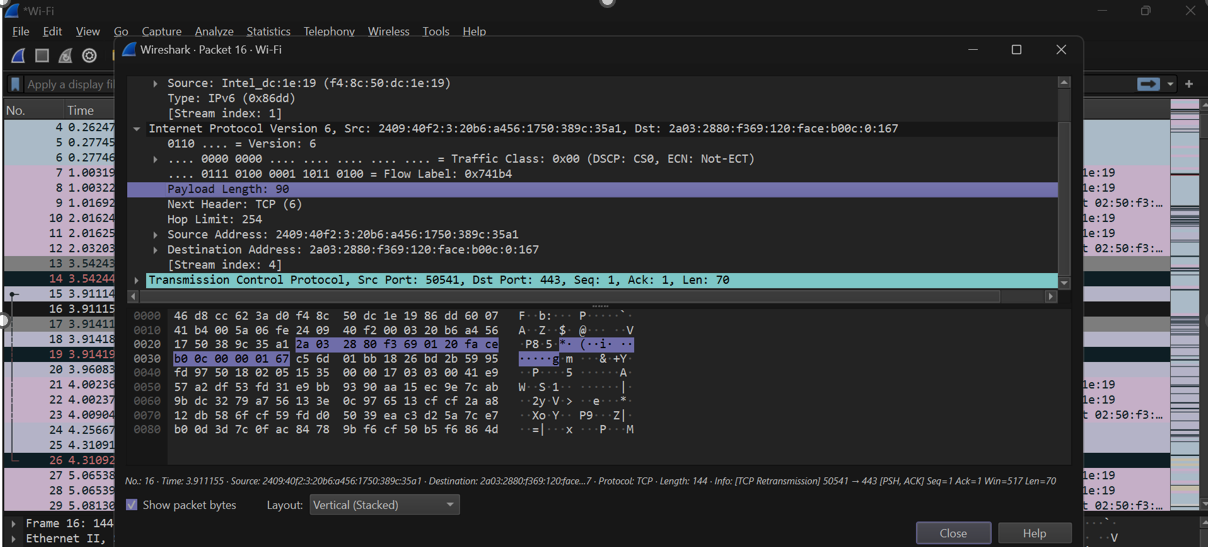 *Wi-Fi
File Edit View Go Capture Analyze Statistics Telephony Wireless Tools Help
Wireshark · Packet 16 · Wi-Fi
Apply a display fil
No. Time
Source: Intel_dc:1e:19 (f4:8c:50:dc:1e:19)
Type: IPv6 (0x86dd)
[Stream index: 1]
Internet Protocol Version 6, Src: 2409:40f2:3:20b6:a456:1750:389c:35a1, Dst: 2a03:2880:f369:120:face:b00c:0:167
0110 .... = Version: 6
.... 0000 0000 .... .... .... .... .... = Traffic Class: 0x00 (DSCP: CS0, ECN: Not-ECT)
.... 0111 0100 0001 1011 0100 = Flow Label: 0x741b4
Payload Length: 90
Next Header: TCP (6)
Hop Limit: 254
Source Address: 2409:40f2:3:20b6:a456:1750:389c:35a1
Destination Address: 2a03:2880:f369:120:face:b00c:0:167
[Stream index: 4]
Transmission Control Protocol, Src Port: 50541, Dst Port: 443, Seq: 1, Ack: 1, Len: 70
4 0.26247
5 0.27745
6 0.27746
7 1.00319
8 1.00322
9 1.01692
10 2.01624
11 2.01625
12 2.03203
13 3.54243
14 3.54244
15 3.91114
16 3.91115
17 3.91411
18 3.91418
19 3.91419
20 3.96083
21 4.00236
22 4.00237
23 4.00904
24 4.25667
25 4.31091
26 4.31092
27 5.06538
28 5.06539
29 5.08130
0000 46 d8 cc 62 3a d0 f4 8c 50 dc 1e 19 86 dd 60 07 F··b:··· P·····`·
0010 41 b4 00 5a 06 fe 24 09 40 f2 00 03 20 b6 a4 56 A··Z··$· @··· ··V
0020 17 50 38 9c 35 a1 2a 03 28 80 f3 69 01 20 fa ce ·P8·5·*· (··i· ··
0030 b0 0c 00 00 01 67 c5 6d 01 bb 18 26 bd 2b 59 95 ·····g·m ···&·+Y·
0040 fd 97 50 18 02 05 15 35 00 00 17 03 03 00 41 e9 ··P····5 ······A·
0050 57 a2 df 53 fd 31 e9 bb 93 90 aa 15 ec 9e 7c ab W··S·1·· ······|·
0060 9b dc 32 79 a7 56 13 3e 0c 97 65 13 cf cf 2a a8 ··2y·V·> ··e···*·
0070 12 db 58 6f cf 59 fd d0 50 39 ea c3 d2 5a 7c e7 ··Xo·Y·· P9···Z|·
0080 b0 0d 3d 7c 0f ac 84 78 9b f6 cf 50 b5 f6 86 4d ··=|···x ···P···M
le:19
le:19
t 02:50:f3:…
le:19
le:19
t 02:50:f3:…
le:19
le:19
t 02:50:f3:…
le:19
le:19
t 02:50:f3:…
No.: 16 · Time: 3.911155 · Source: 2409:40f2:3:20b6:a456:1750:389c:35a1 · Destination: 2a03:2880:f369:120:face…7 · Protocol: TCP · Length: 144 · Info: [TCP Retransmission] 50541 → 443 [PSH, ACK] Seq=1 Ack=1 Win=517 Len=70
Show packet bytes Layout: Vertical (Stacked)
Close Help
Frame 16: 144
Ethernet II,
···`·
··V